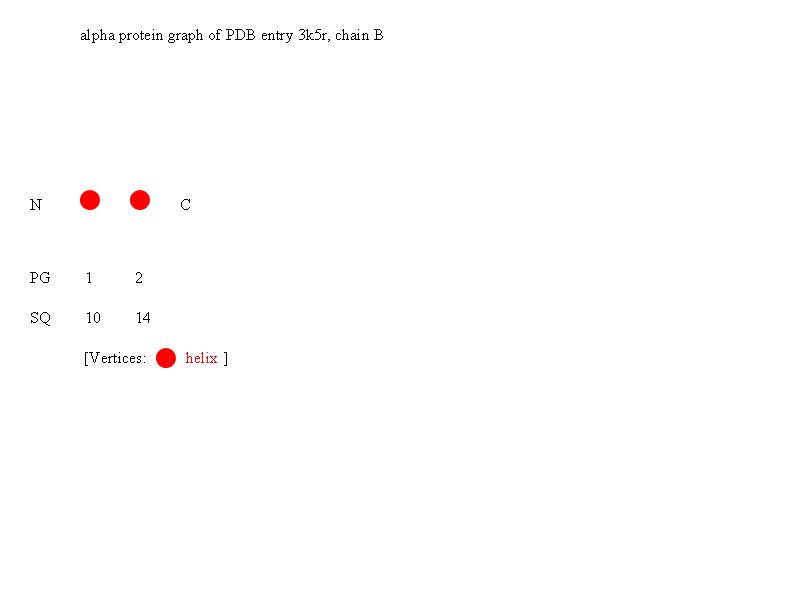 alpha protein graph of PDB entry 3k5r, chain B
N C
PG 1 2
SQ 10 14
[Vertices: helix ]